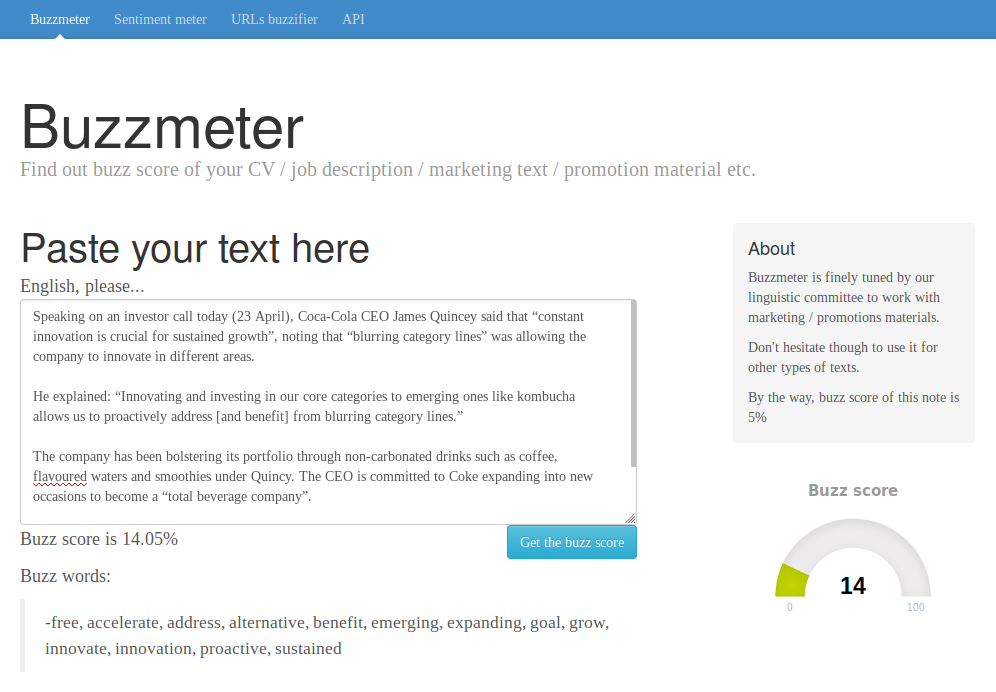 Buzzmeter Sentiment meter URLs buzzifier API
Buzzmeter
Find out buzz score of your CV / job description / marketing text / promotion material etc.
Paste your text here
English, please...
Speaking on an investor call today (23 April), Coca-Cola CEO James Quincey said that “constant
innovation is crucial for sustained growth”, noting that “blurring category lines” was allowing the
company to innovate in different areas.
He explained: “Innovating and investing in our core categories to emerging ones like kombucha
allows us to proactively address [and benefit] from blurring category lines.”
The company has been bolstering its portfolio through non-carbonated drinks such as coffee,
flavoured waters and smoothies under Quincy. The CEO is committed to Coke expanding into new
occasions to become a “total beverage company”.
Buzz score is 14.05%
Get the buzz score
Buzz words:
-free, accelerate, address, alternative, benefit, emerging, expanding, goal, grow,
innovate, innovation, proactive, sustained
About
Buzzmeter is finely tuned by our
linguistic committee to work with
marketing / promotions materials.
Don't hesitate though to use it for
other types of texts.
By the way, buzz score of this note is
5%
Buzz score
14
0 100